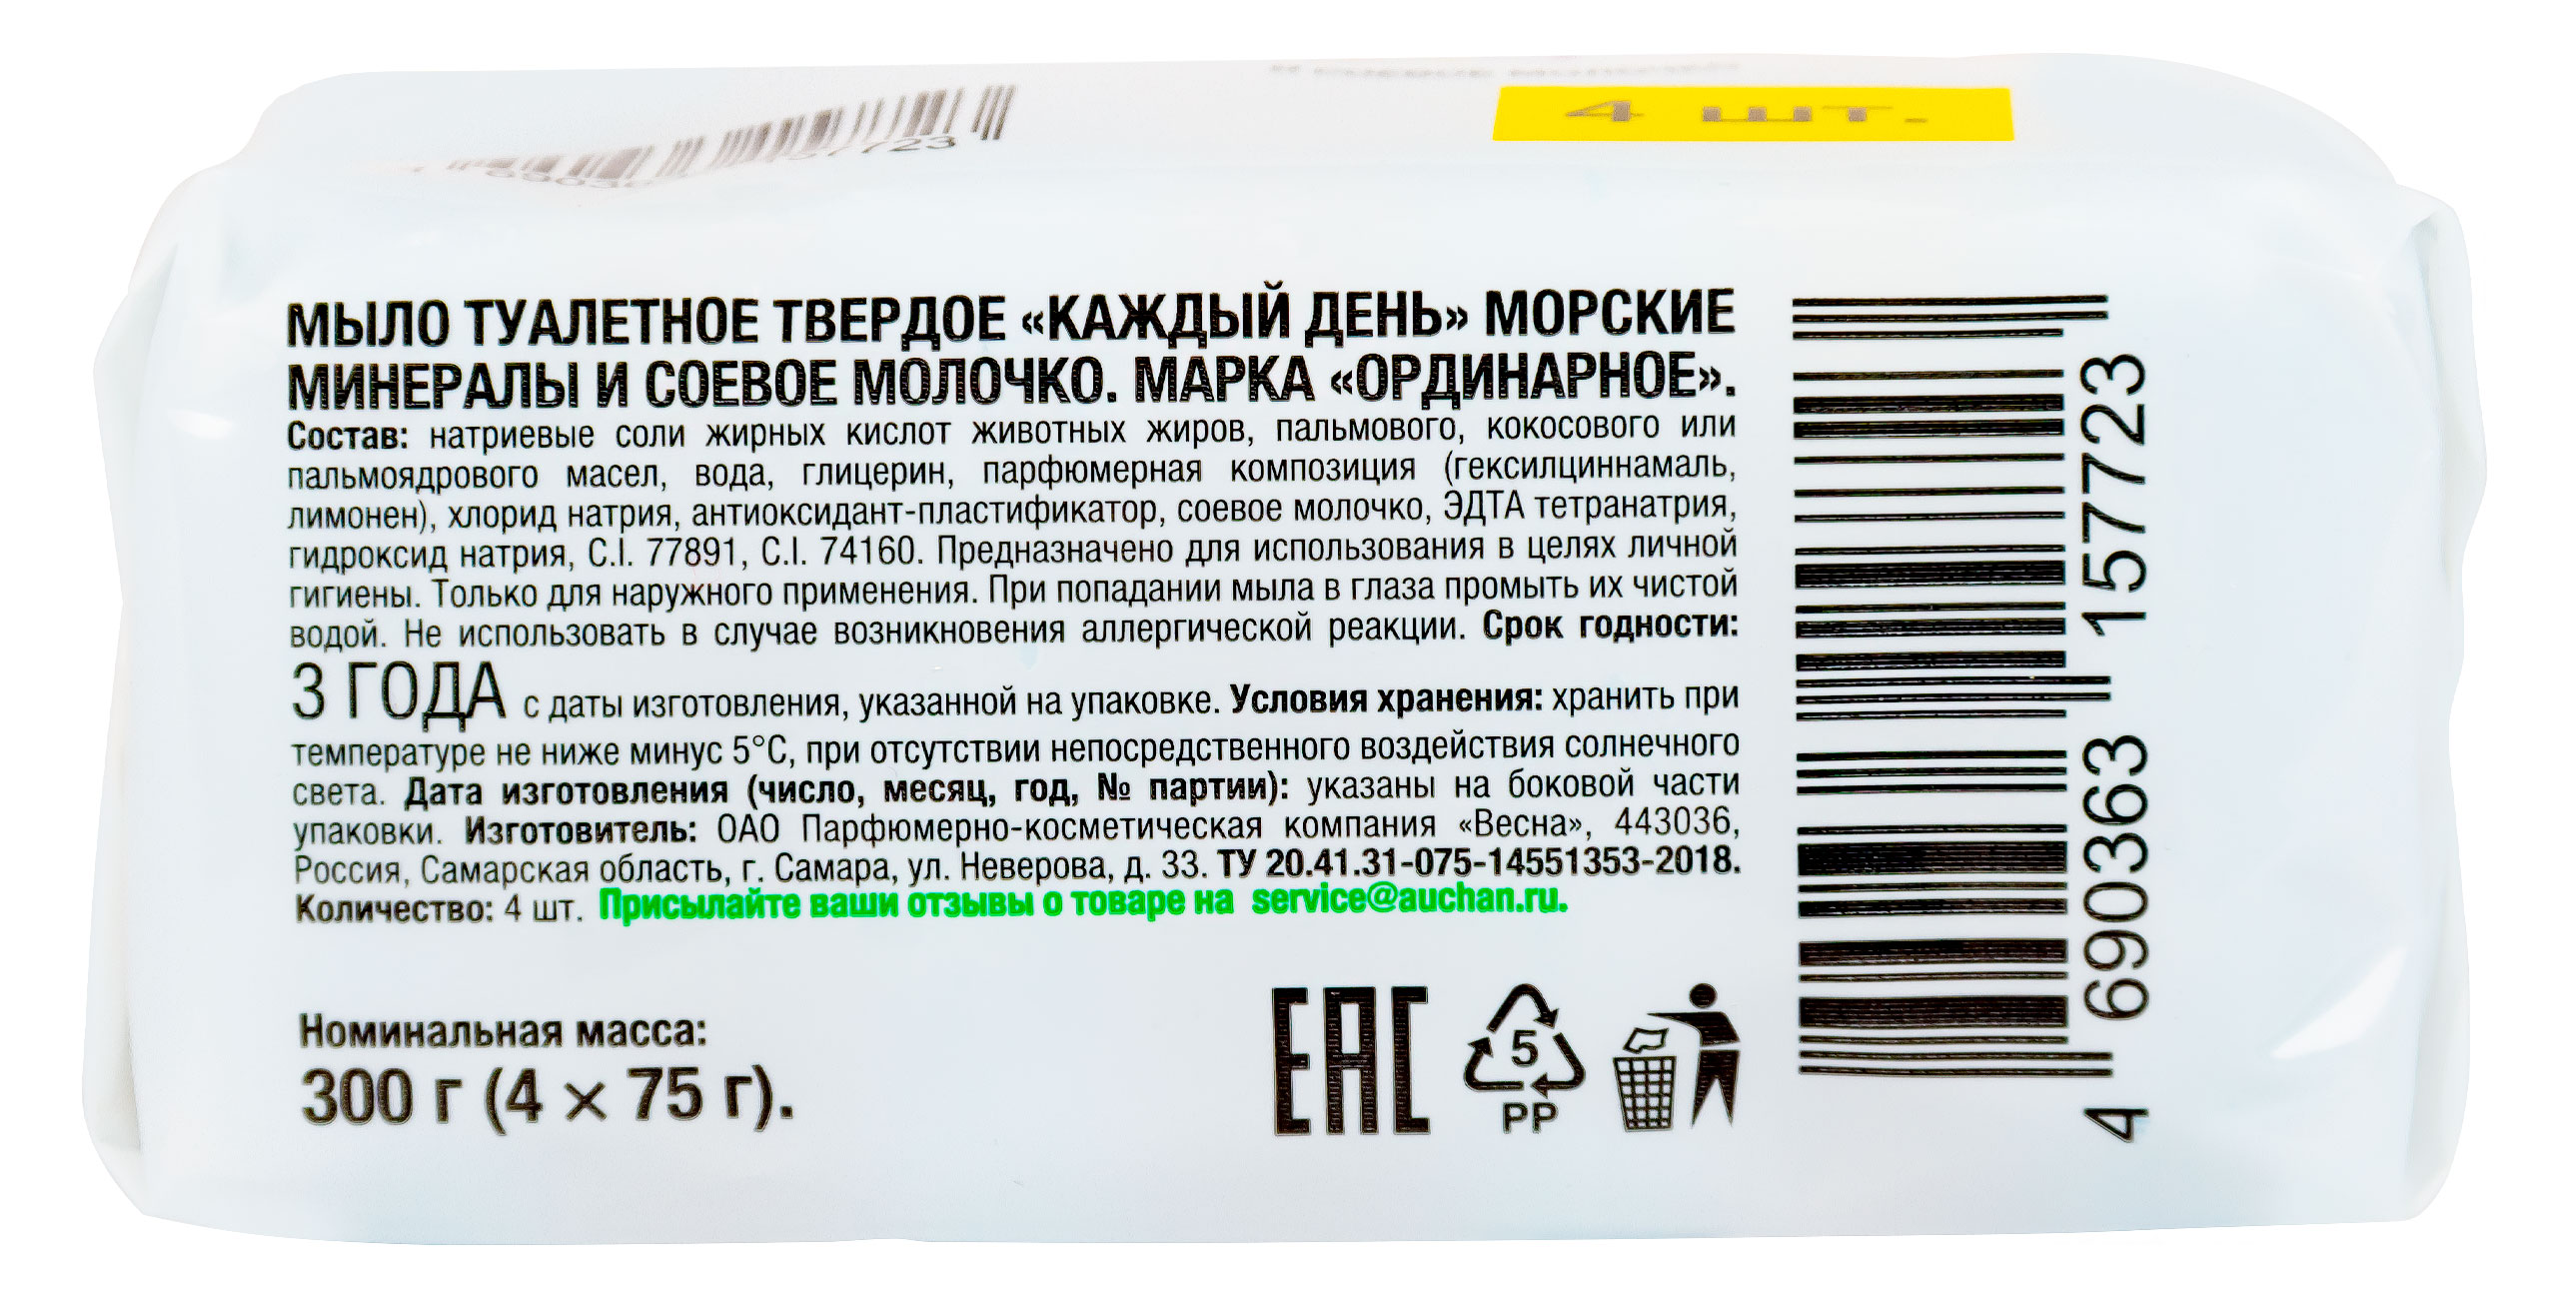 4 шт.
МЫЛО ТУАЛЕТНОЕ ТВЕРДОЕ «КАЖДЫЙ ДЕНЬ» МОРСКИЕ
МИНЕРАЛЫ И СОЕВОЕ МОЛОЧКО. МАРКА «ОРДИНАРНОЕ».
Состав: натриевые соли жирных кислот животных жиров, пальмового, кокосового или
пальмоядрового масел, вода, глицерин, парфюмерная композиция (гексилциннамаль,
лимонен), хлорид натрия, антиоксидант-пластификатор, соевое молочко, ЭДТА тетранатрия,
гидроксид натрия, C.I. 77891, C.I. 74160. Предназначено для использования в целях личной
гигиены. Только для наружного применения. При попадании мыла в глаза промыть их чистой
водой. Не использовать в случае возникновения аллергической реакции. Срок годности:
3 ГОДА с даты изготовления, указанной на упаковке. Условия хранения: хранить при
температуре не ниже минус 5°C, при отсутствии непосредственного воздействия солнечного
света. Дата изготовления (число, месяц, год, № партии): указаны на боковой части
упаковки. Изготовитель: ОАО Парфюмерно-косметическая компания «Весна», 443036,
Россия, Самарская область, г. Самара, ул. Неверова, д. 33. ТУ 20.41.31-075-14551353-2018.
Количество: 4 шт. Присылайте ваши отзывы о товаре на service@auchan.ru.
Номинальная масса:
300 г (4 × 75 г).
EAC
5
PP
4 690363 157723